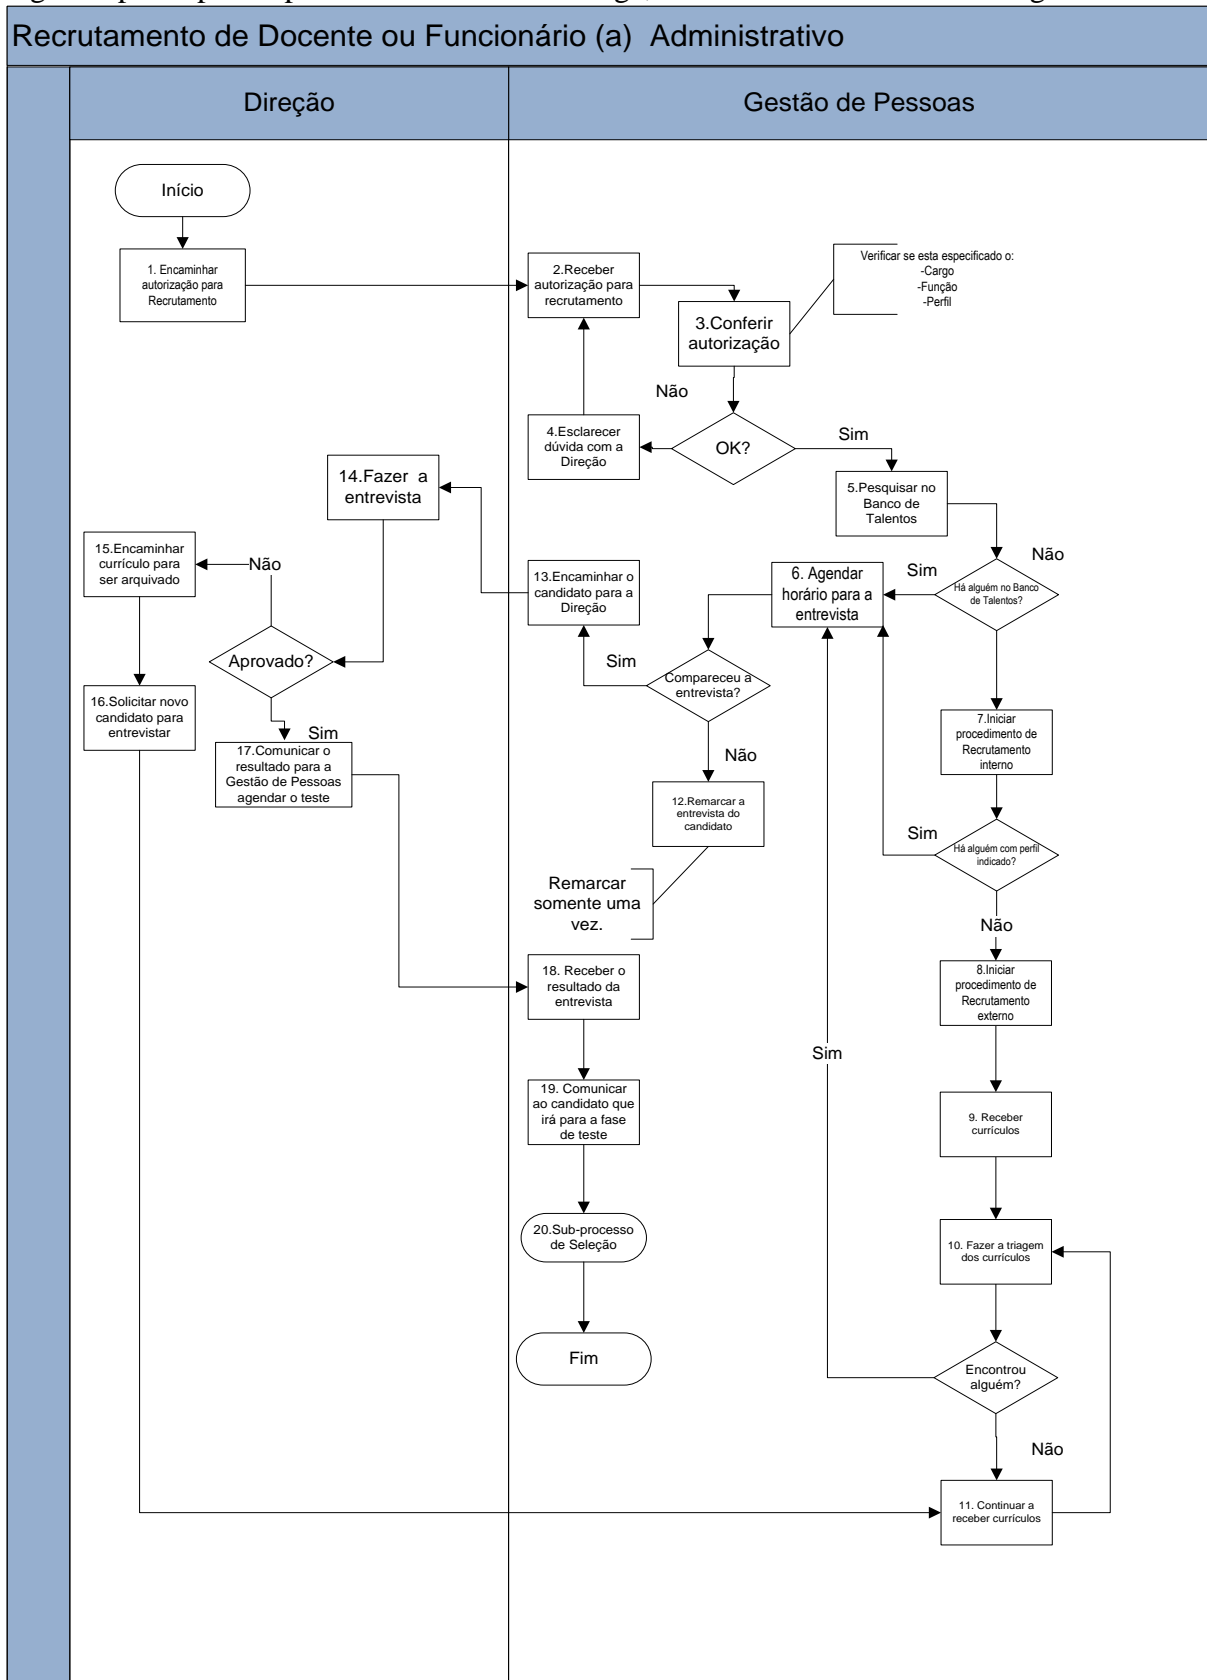 Recrutamento de Docente ou Funcionário (a) Administrativo
Direção
Gestão de Pessoas
Início
1. Encaminhar
autorização para
Recrutamento
2.Receber
autorização para
recrutamento
3.Conferir
autorização
Verificar se esta especificado o:
-Cargo
-Função
-Perfil
Não
OK?
Sim
4.Esclarecer
dúvida com a
Direção
5.Pesquisar no
Banco de
Talentos
Não
Há alguém no Banco
de Talentos?
Sim
6. Agendar
horário para a
entrevista
14.Fazer a
entrevista
13.Encaminhar o
candidato para a
Direção
15.Encaminhar
currículo para
ser arquivado
Não
Aprovado?
Sim
Compareceu a
entrevista?
Sim
Não
16.Solicitar novo
candidato para
entrevistar
17.Comunicar o
resultado para a
Gestão de Pessoas
agendar o teste
7.Iniciar
procedimento de
Recrutamento
interno
12.Remarcar a
entrevista do
candidato
Sim
Há alguém com perfil
indicado?
Remarcar
somente uma
vez.
Não
18. Receber o
resultado da
entrevista
8.Iniciar
procedimento de
Recrutamento
externo
Sim
19. Comunicar
ao candidato que
irá para a fase
de teste
9. Receber
currículos
20.Sub-processo
de Seleção
10. Fazer a triagem
dos currículos
Fim
Encontrou
alguém?
Não
11. Continuar a
receber currículos